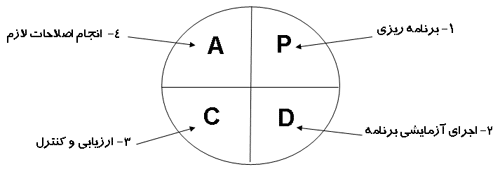 ۱- برنامه ریزی
P
A
۴- انجام اصلاحات لازم
۲- اجرای آزمایشی برنامه
D
C
۳- ارزیابی و کنترل